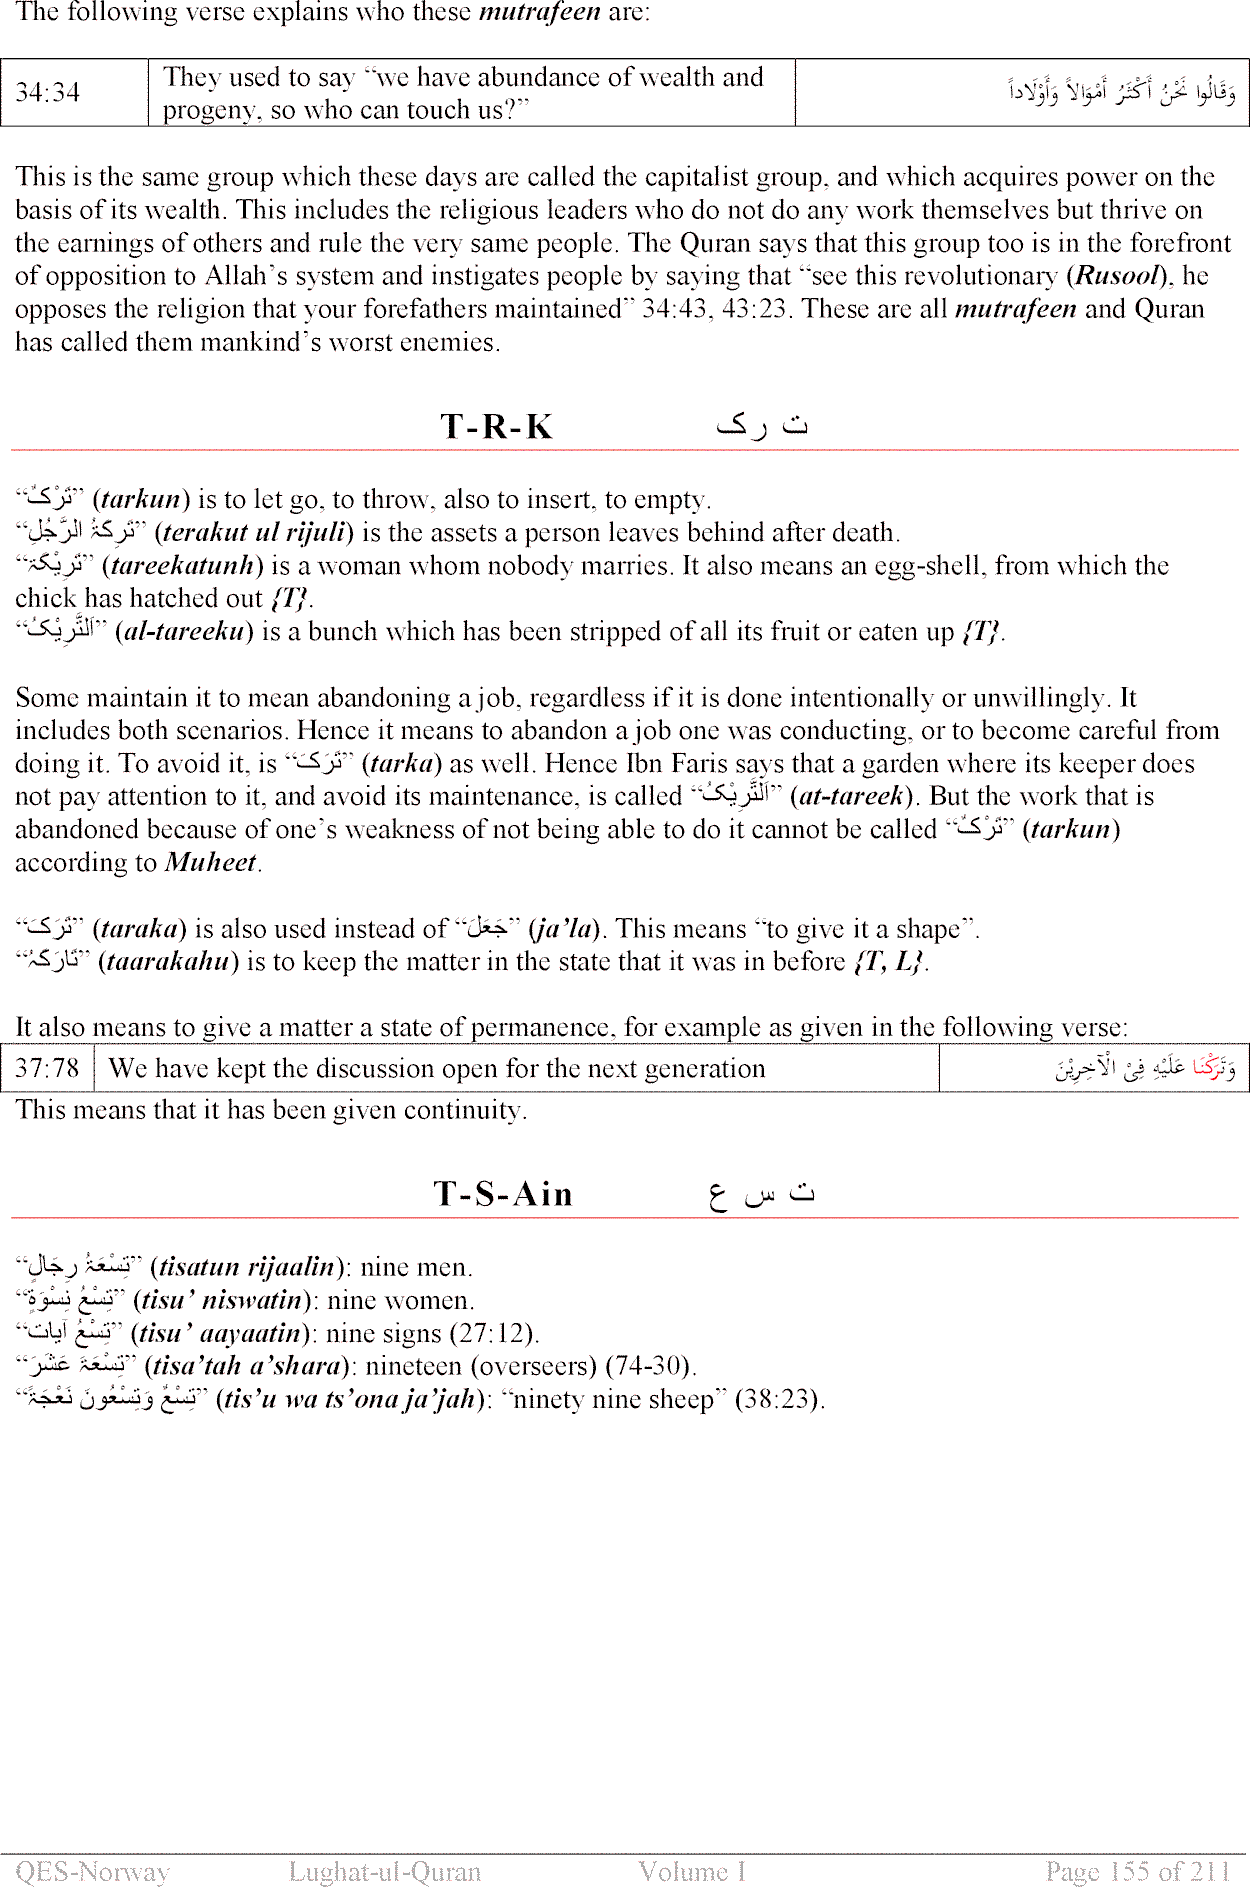 The following verse explains who these mutrafeen are:
34:34 They used to say “we have abundance of wealth and progeny, so who can touch us?” وَقَالُوا نَحْنُ أَكْثَرُ أَمْوَالاً وَأَوْلَاداً
This is the same group which these days are called the capitalist group, and which acquires power on the
basis of its wealth. This includes the religious leaders who do not do any work themselves but thrive on
the earnings of others and rule the very same people. The Quran says that this group too is in the forefront
of opposition to Allah’s system and instigates people by saying that “see this revolutionary (Rusool), he
opposes the religion that your forefathers maintained” 34:43, 43:23. These are all mutrafeen and Quran
has called them mankind’s worst enemies.
T-R-K ت ر ک
“تَرْکٌ” (tarkun) is to let go, to throw, also to insert, to empty.
“تَرِکَۃُ الرَّجُلِ” (terakut ul rijuli) is the assets a person leaves behind after death.
“تَرِیْکَۃ” (tareekatunh) is a woman whom nobody marries. It also means an egg-shell, from which the
chick has hatched out {T}.
“اَلتَّرِیْکُ” (al-tareeku) is a bunch which has been stripped of all its fruit or eaten up {T}.
Some maintain it to mean abandoning a job, regardless if it is done intentionally or unwillingly. It
includes both scenarios. Hence it means to abandon a job one was conducting, or to become careful from
doing it. To avoid it, is “تَرَکَ” (tarka) as well. Hence Ibn Faris says that a garden where its keeper does
not pay attention to it, and avoid its maintenance, is called “اَلتَّرِیْکُ” (at-tareek). But the work that is
abandoned because of one’s weakness of not being able to do it cannot be called “تَرْکٌ” (tarkun)
according to Muheet.
“تَرَکَ” (taraka) is also used instead of “جَعَلَ” (ja’la). This means “to give it a shape”.
“تَارَکَہُ” (taarakahu) is to keep the matter in the state that it was in before {T, L}.
It also means to give a matter a state of permanence, for example as given in the following verse:
37:78 We have kept the discussion open for the next generation وَتَرَكْنَا عَلَيْهِ فِىْ الْآخِرِيْنَ
This means that it has been given continuity.
T-S-Ain ت س ع
“تِسْعَۃُ رِجَالٍ” (tisatun rijaalin): nine men.
“تِسْعُ نِسْوَۃٍ” (tisu’ niswatin): nine women.
“تِسْعُ آیات” (tisu’ aayaatin): nine signs (27:12).
“تِسْعَۃَ عَشَرَ” (tisa’tah a’shara): nineteen (overseers) (74-30).
“تِسْعٌ وَتِسْعُونَ نَعْجَۃً” (tis’u wa ts’ona ja’jah): “ninety nine sheep” (38:23).
QES-Norway Lughat-ul-Quran Volume I Page 155 of 211